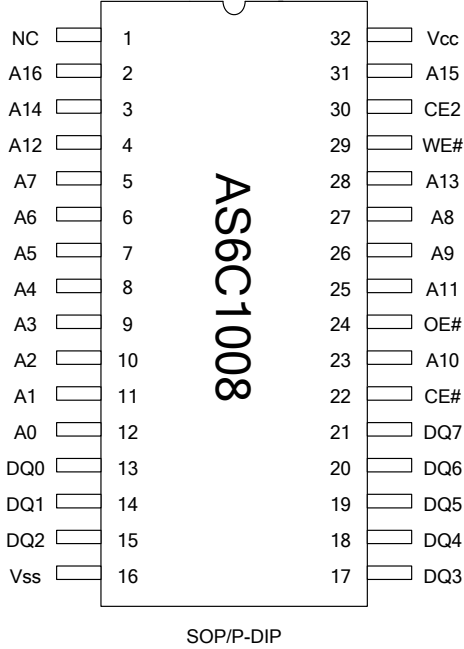 NC 1 32 Vcc
A16 2 31 A15
A14 3 30 CE2
A12 4 29 WE#
A7 5 28 A13
A6 6 27 A8
A5 7 26 A9
A4 8 25 A11
A3 9 24 OE#
A2 10 23 A10
A1 11 22 CE#
A0 12 21 DQ7
DQ0 13 20 DQ6
DQ1 14 19 DQ5
DQ2 15 18 DQ4
Vss 16 17 DQ3
AS6C1008
SOP/P-DIP